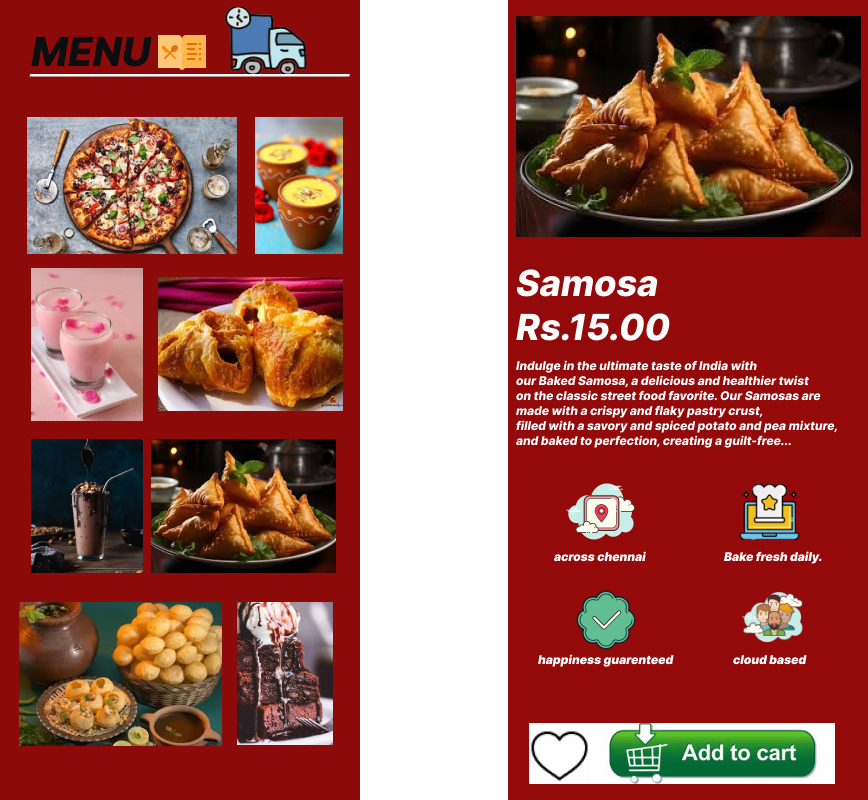 MENU
Samosa
Rs.15.00
Indulge in the ultimate taste of India with
our Baked Samosa, a delicious and healthier twist
on the classic street food favorite. Our Samosas are
made with a crispy and flaky pastry crust,
filled with a savory and spiced potato and pea mixture,
and baked to perfection, creating a guilt-free...
across chennai
Bake fresh daily.
happiness guarenteed
cloud based
Add to cart